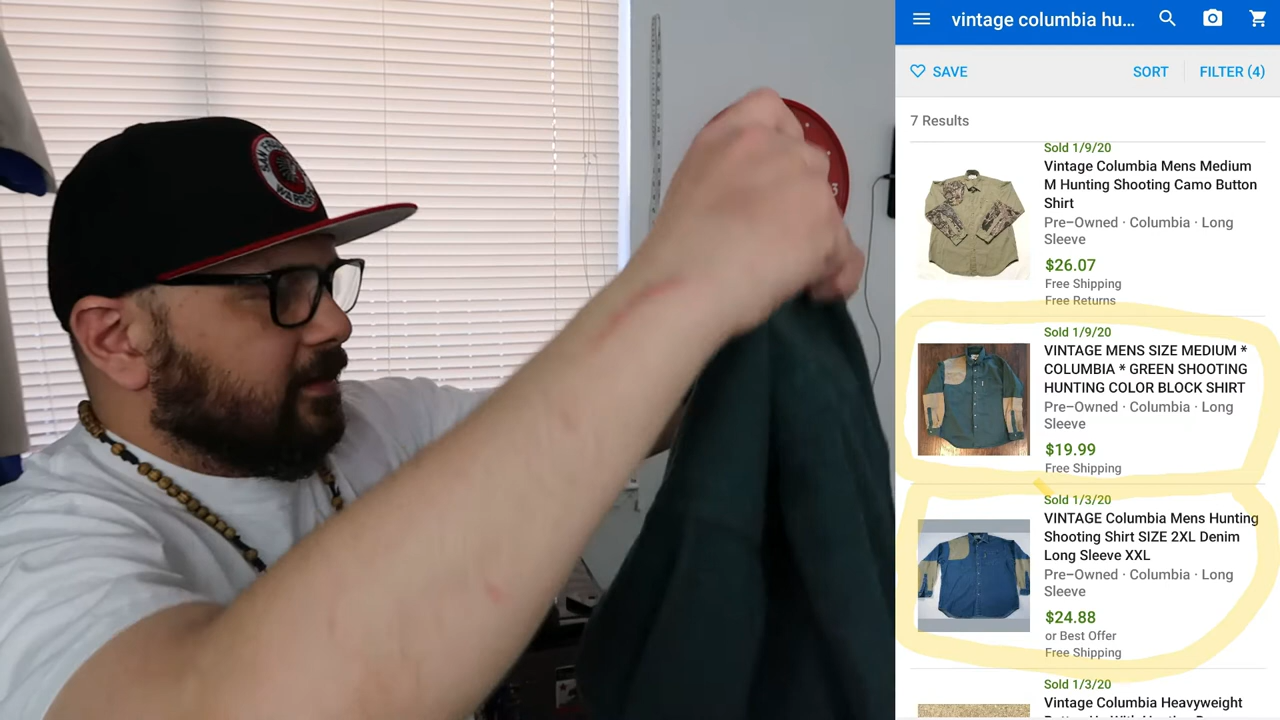 vintage columbia hu...
SAVE
SORT
FILTER (4)
7 Results
Sold 1/9/20
Vintage Columbia Mens Medium
M Hunting Shooting Camo Button
Shirt
Pre-Owned · Columbia · Long
Sleeve
$26.07
Free Shipping
Free Returns
Sold 1/9/20
VINTAGE MENS SIZE MEDIUM *
COLUMBIA * GREEN SHOOTING
HUNTING COLOR BLOCK SHIRT
Pre-Owned · Columbia · Long
Sleeve
$19.99
Free Shipping
Sold 1/3/20
VINTAGE Columbia Mens Hunting
Shooting Shirt SIZE 2XL Denim
Long Sleeve XXL
Pre-Owned · Columbia · Long
Sleeve
$24.88
or Best Offer
Free Shipping
Sold 1/3/20
Vintage Columbia Heavyweight
3